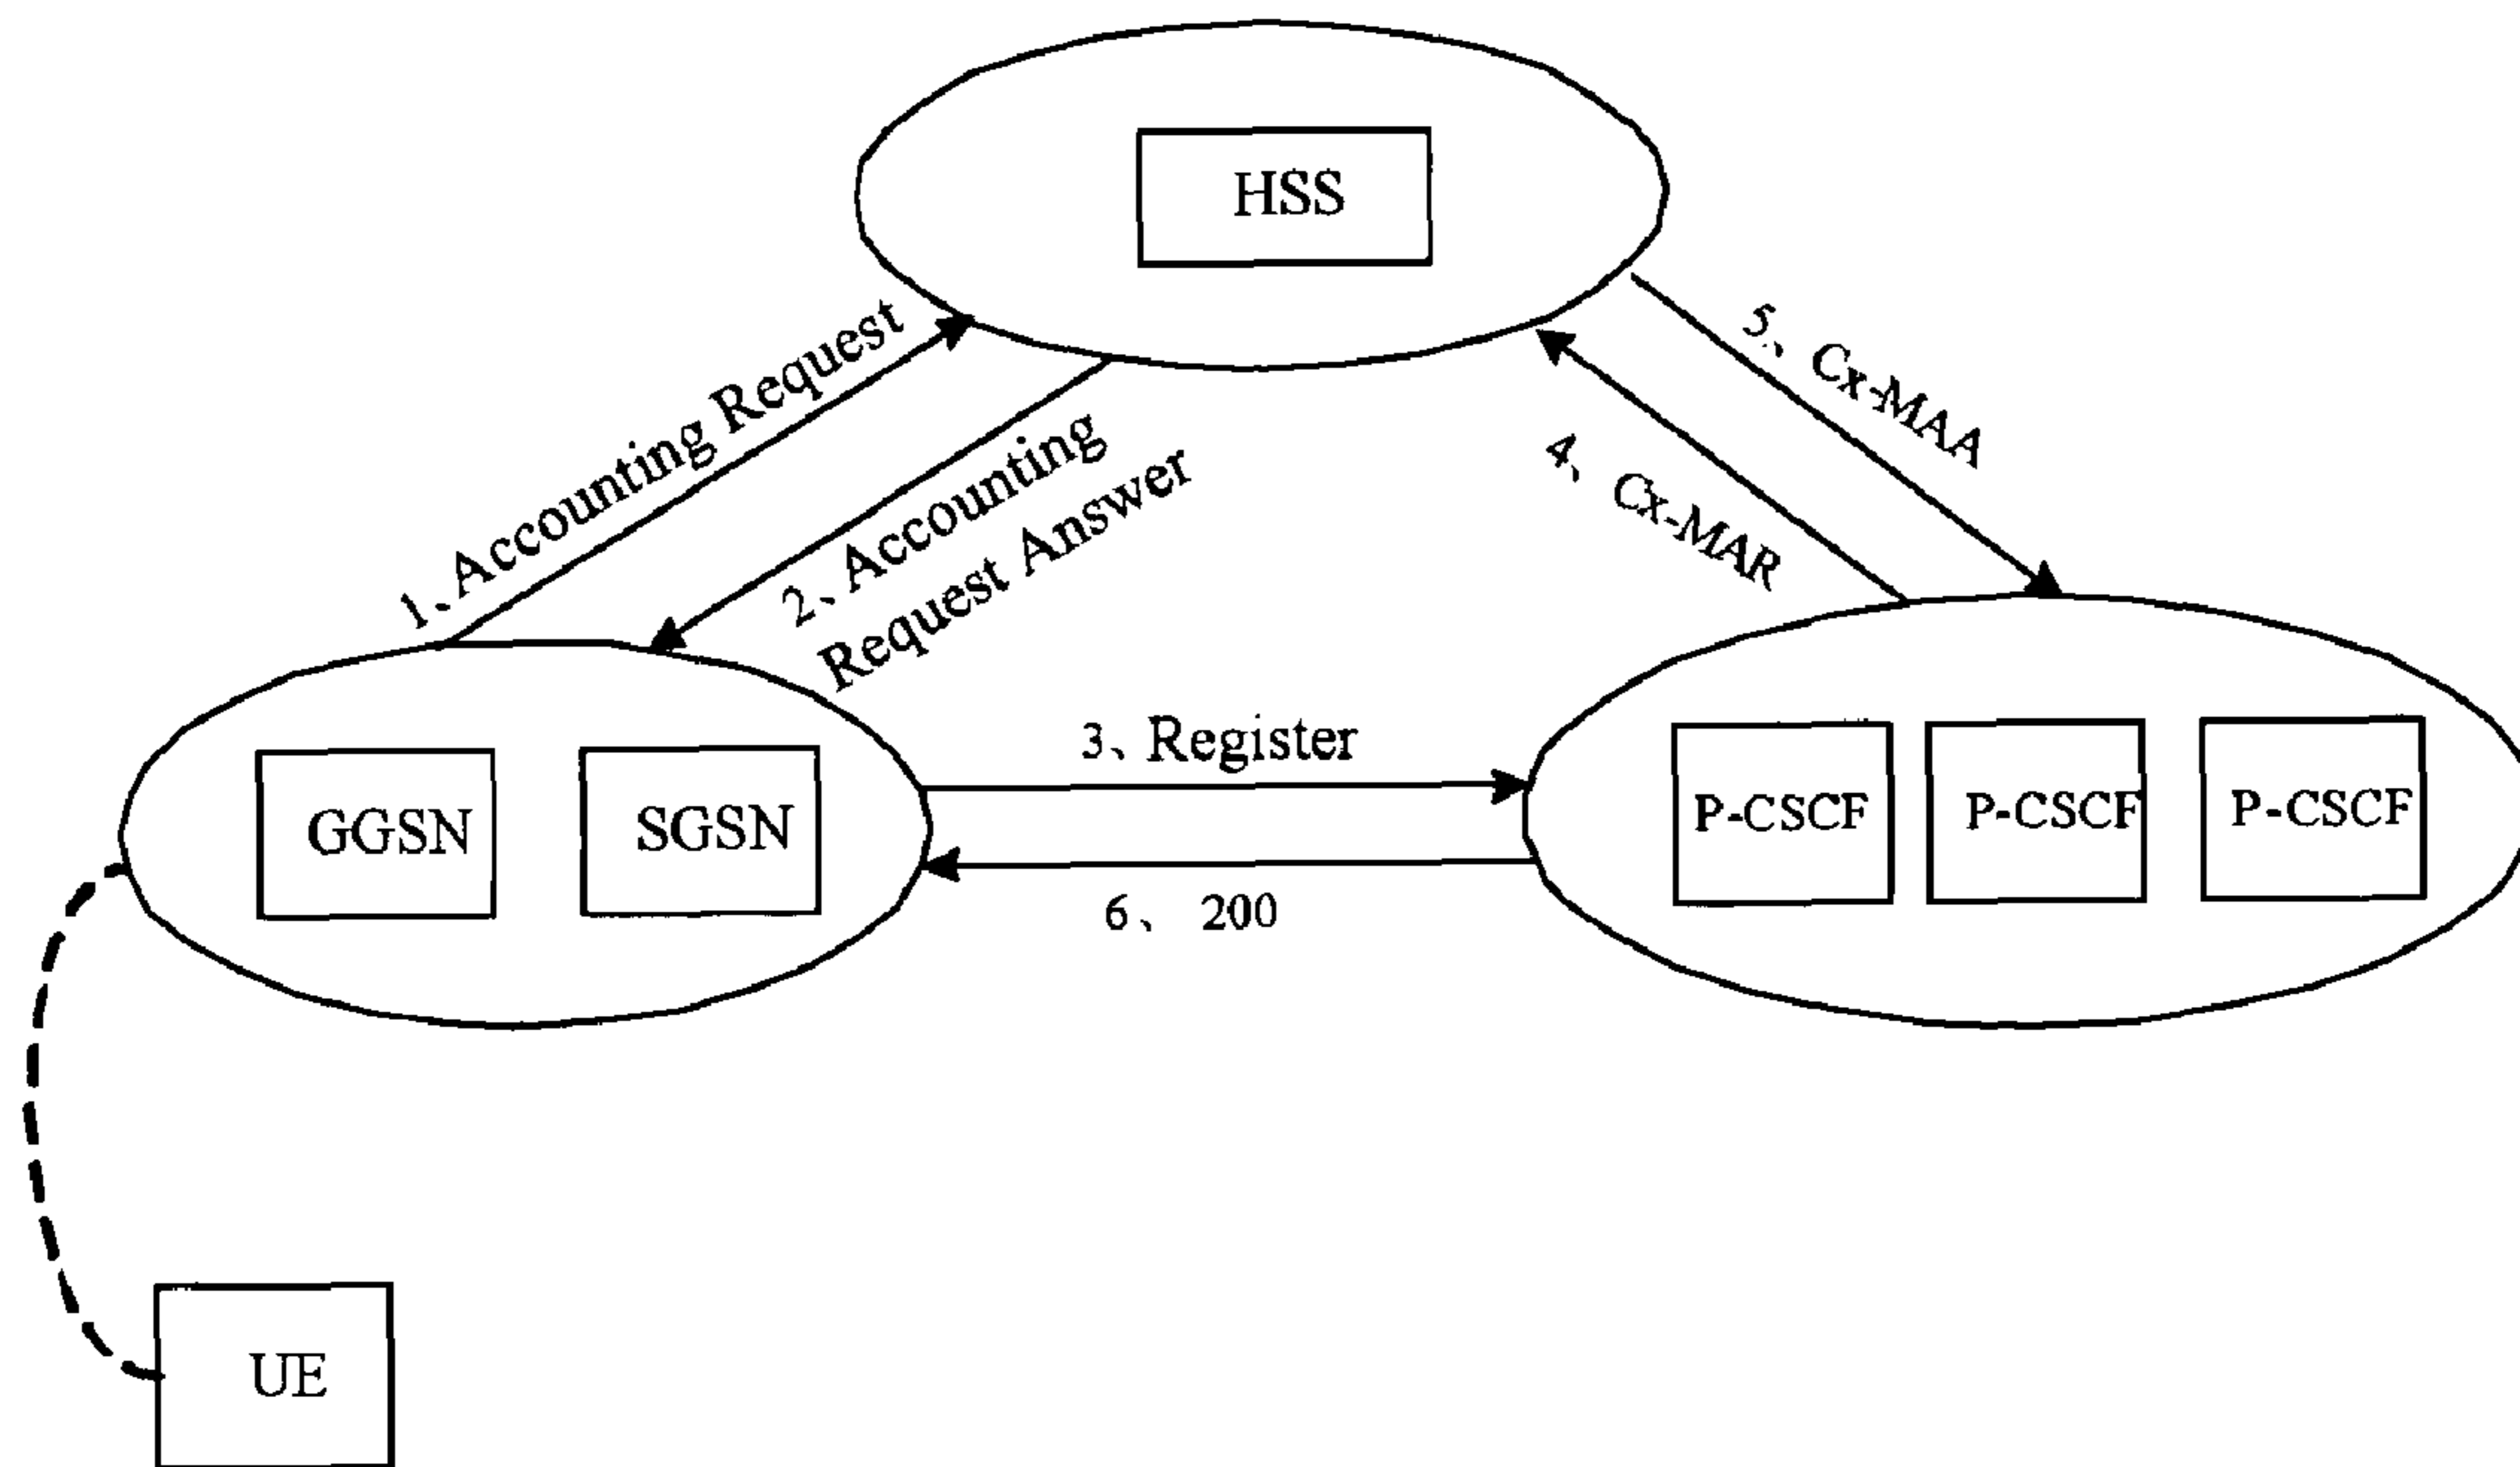 HSS
1、Accounting Request
2、Accounting
Request Answer
5、Cx-MAA
4、Cx-MAR
3、Register
GGSN
SGSN
P-CSCF
P-CSCF
P-CSCF
6、 200
UE